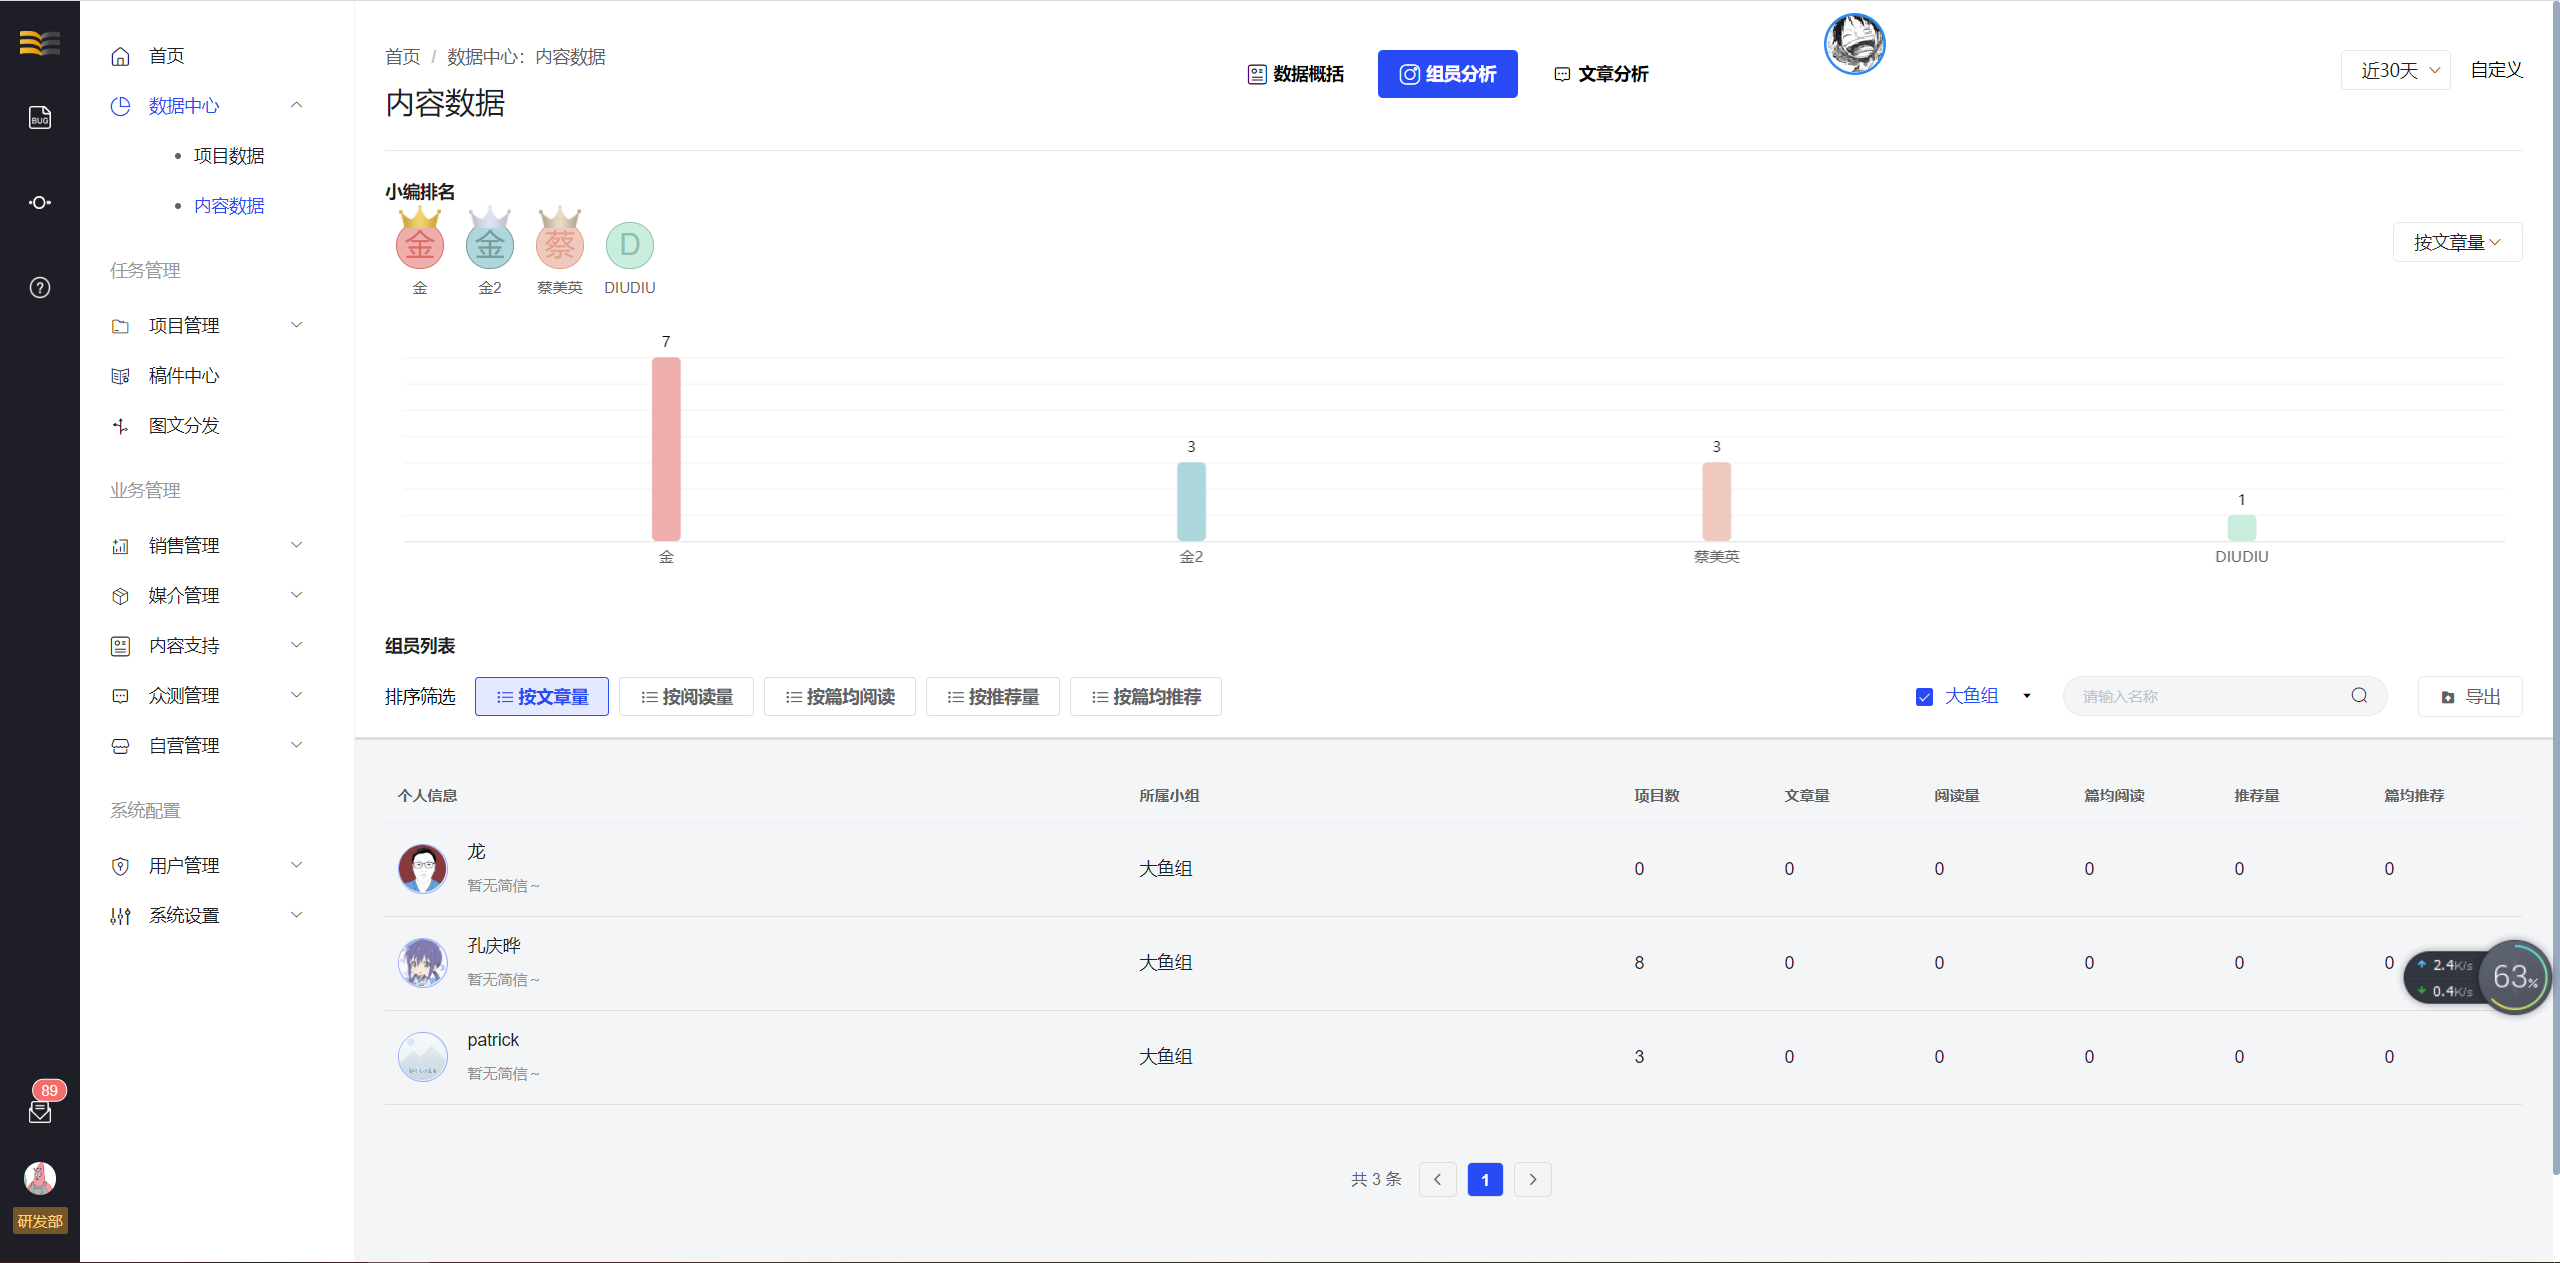 BUG
89
研发部
首页
数据中心
项目数据
内容数据
任务管理
项目管理
稿件中心
图文分发
业务管理
销售管理
媒介管理
内容支持
众测管理
自营管理
系统配置
用户管理
系统设置
首页 / 数据中心：内容数据
内容数据
数据概括 组员分析 文章分析
近30天 自定义
小编排名
金 金 蔡 D
金 金2 蔡美英 DIUDIU
按文章量
7 3 3 1
金 金2 蔡美英 DIUDIU
组员列表
排序筛选 按文章量 按阅读量 按篇均阅读 按推荐量 按篇均推荐 大鱼组 请输入名称 导出
个人信息 所属小组 项目数 文章量 阅读量 篇均阅读 推荐量 篇均推荐
龙
暂无简信～
大鱼组 0 0 0 0 0 0
孔庆晔
暂无简信～
大鱼组 8 0 0 0 0 0
patrick
暂无简信～
大鱼组 3 0 0 0 0 0
2.4K/s
0.4K/s
63%
共 3 条 1